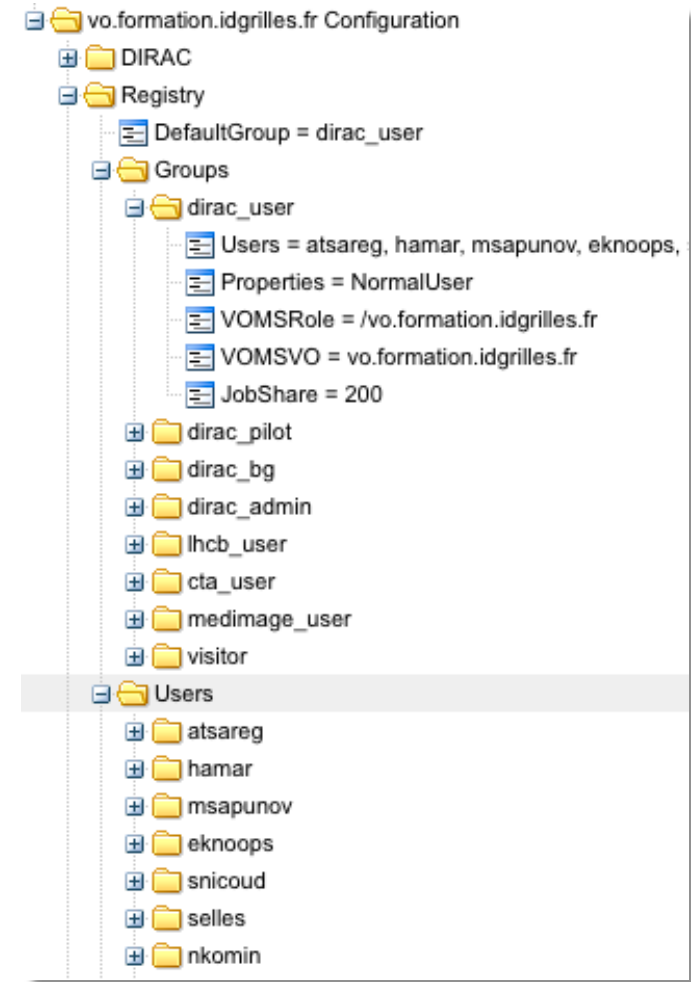 vo.formation.idgrilles.fr Configuration
DIRAC
Registry
DefaultGroup = dirac_user
Groups
dirac_user
Users = atsareg, hamar, msapunov, eknoops,
Properties = NormalUser
VOMSRole = /vo.formation.idgrilles.fr
VOMSVO = vo.formation.idgrilles.fr
JobShare = 200
dirac_pilot
dirac_bg
dirac_admin
lhcb_user
cta_user
medimage_user
visitor
Users
atsareg
hamar
msapunov
eknoops
snicoud
selles
nkomin